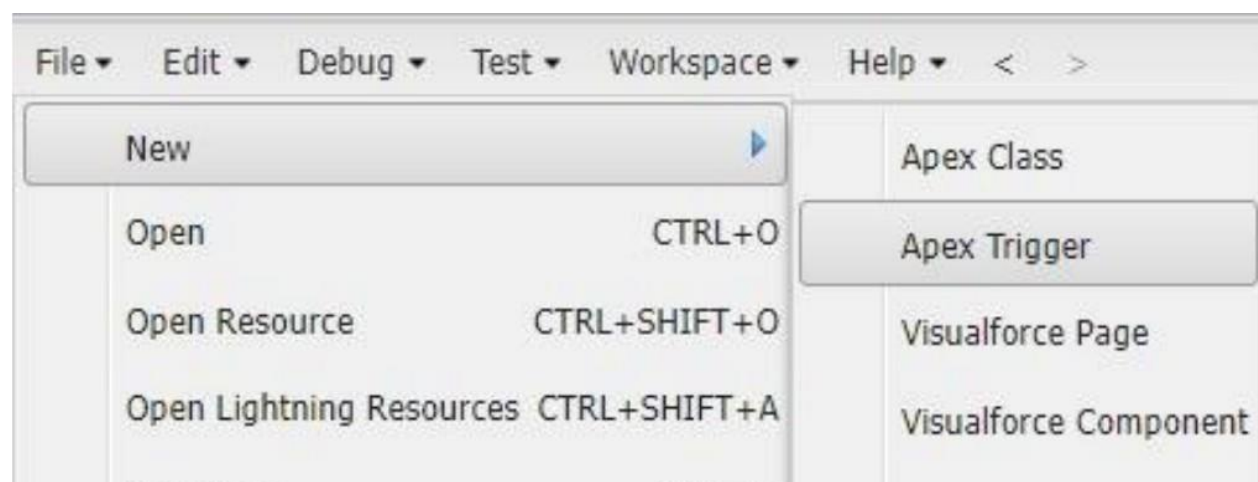 File Edit Debug Test Workspace Help < >
New
Open CTRL+O
Open Resource CTRL+SHIFT+O
Open Lightning Resources CTRL+SHIFT+A
Apex Class
Apex Trigger
Visualforce Page
Visualforce Component